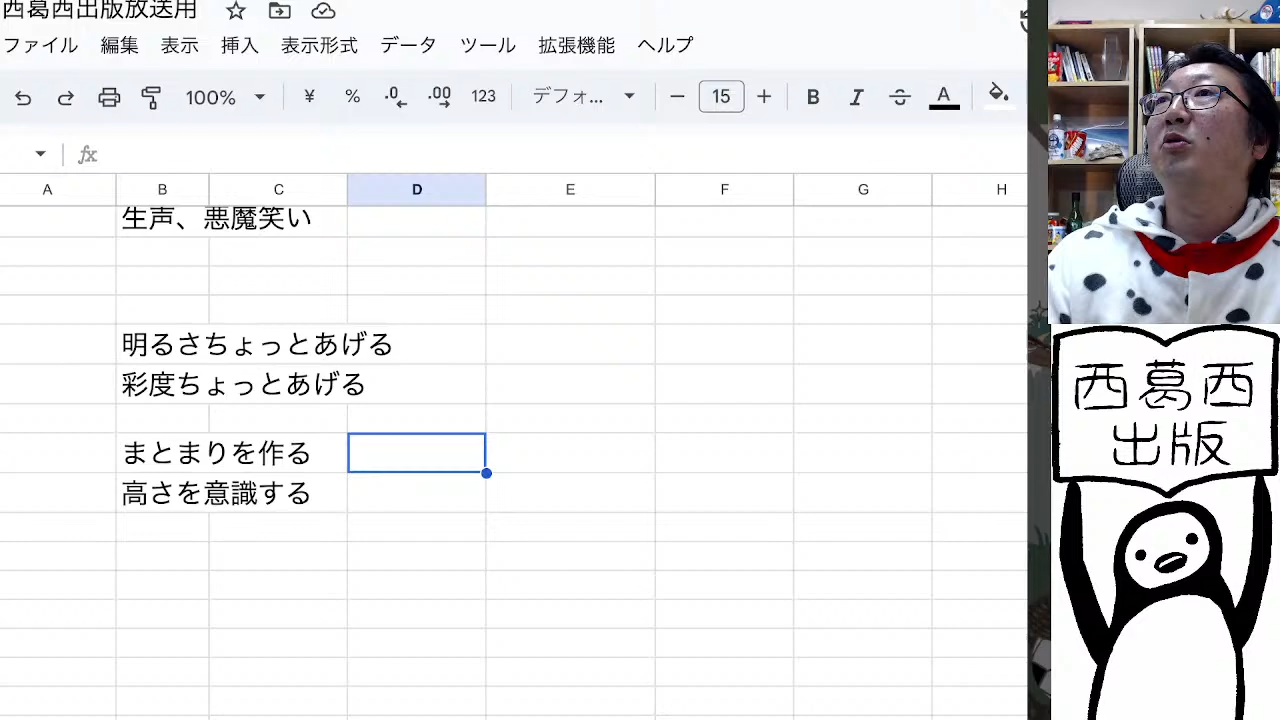 西葛西出版放送用
ファイル 編集 表示 挿入 表示形式 データ ツール 拡張機能 ヘルプ
100% ¥ % .0 .00 123 デフォ... 15 B I S A
fx
A B C D E F G H
生声、悪魔笑い
明るさちょっとあげる
彩度ちょっとあげる
まとまりを作る
高さを意識する
西葛西
出版